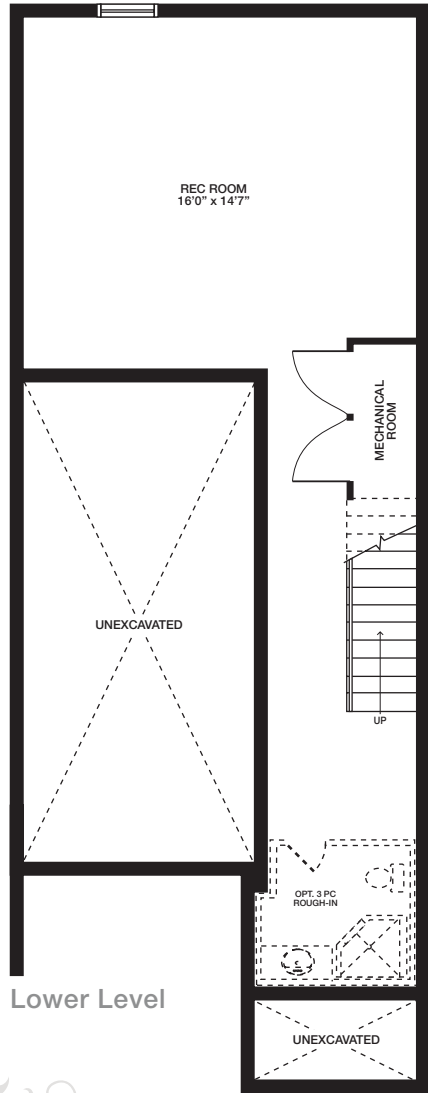 REC ROOM
16'0" x 14'7"
MECHANICAL
ROOM
UNEXCAVATED
UP
OPT. 3 PC
ROUGH-IN
Lower Level
UNEXCAVATED